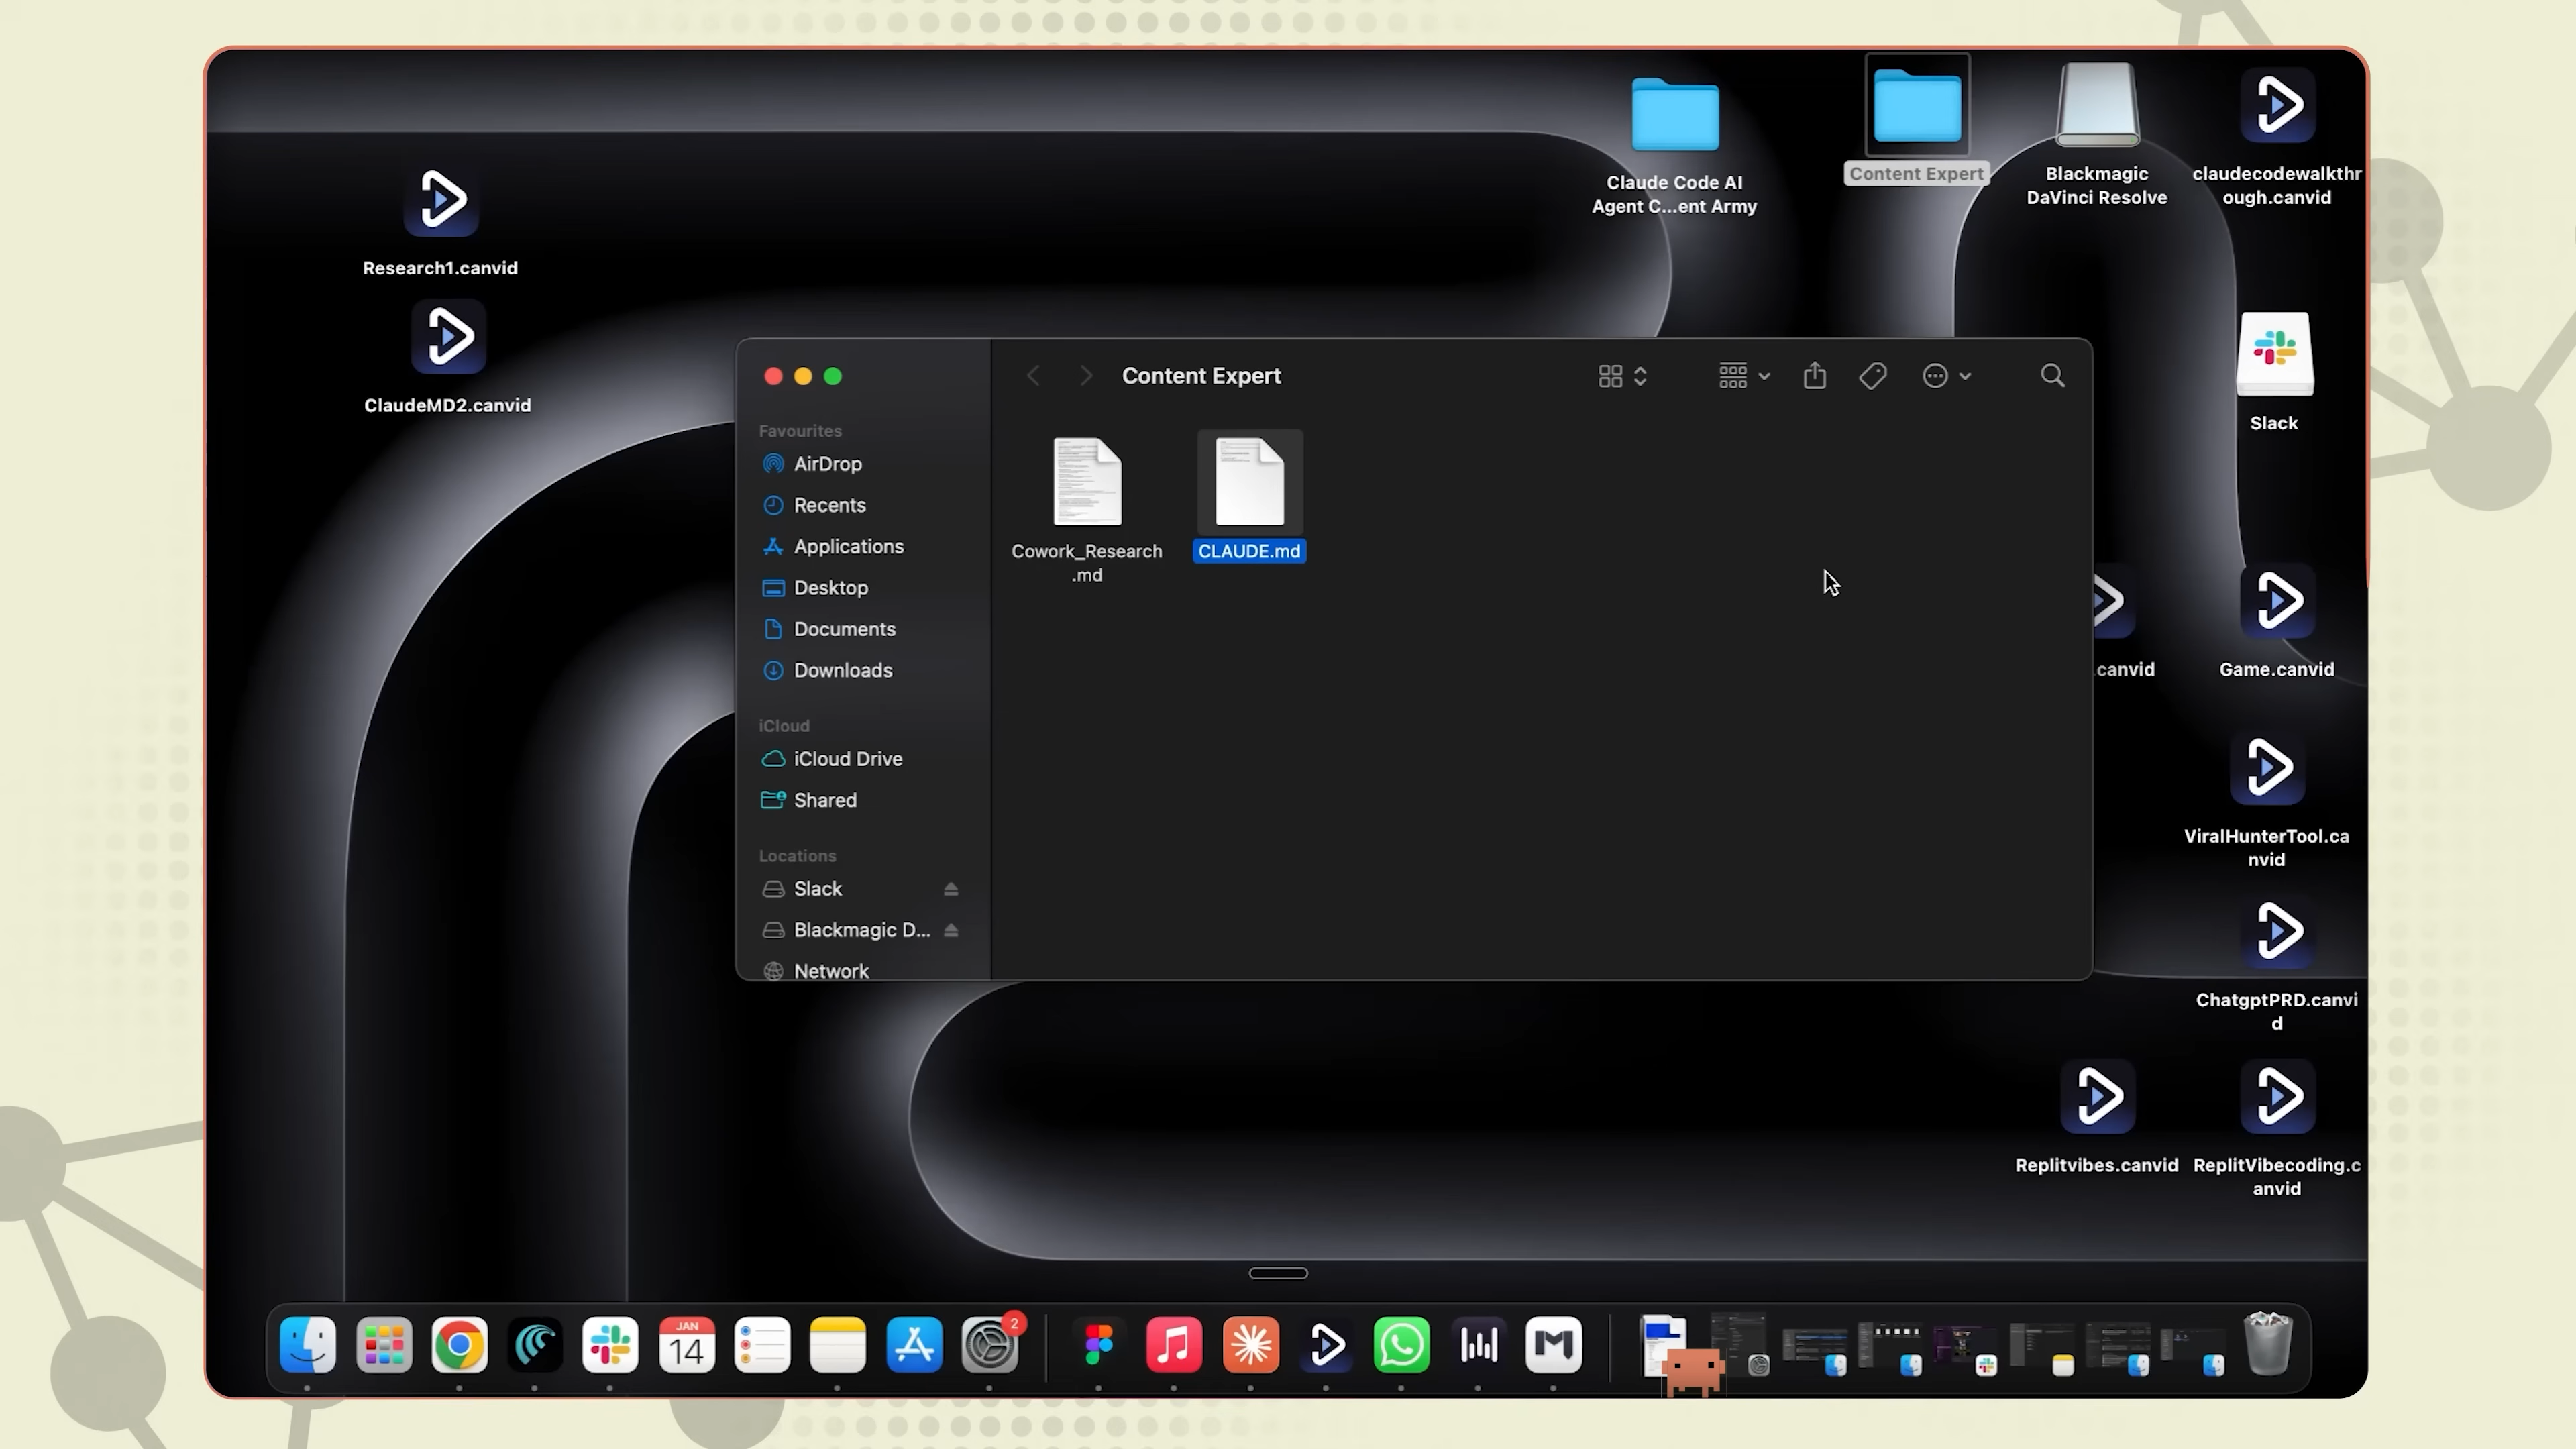 Claude Code AI
Agent C...ent Army
Content Expert
Blackmagic
DaVinci Resolve
claudecodewalkthr
ough.canvid
Research1.canvid
ClaudeMD2.canvid
Slack
Content Expert
Favourites
AirDrop
Recents
Applications
Desktop
Documents
Downloads
iCloud
iCloud Drive
Shared
Locations
Slack
Blackmagic D...
Network
Cowork_Research
.md
CLAUDE.md
.canvid
Game.canvid
ViralHunterTool.ca
nvid
ChatgptPRD.canvi
d
Replitvibes.canvid
ReplitVibecoding.c
anvid
JAN
14
2